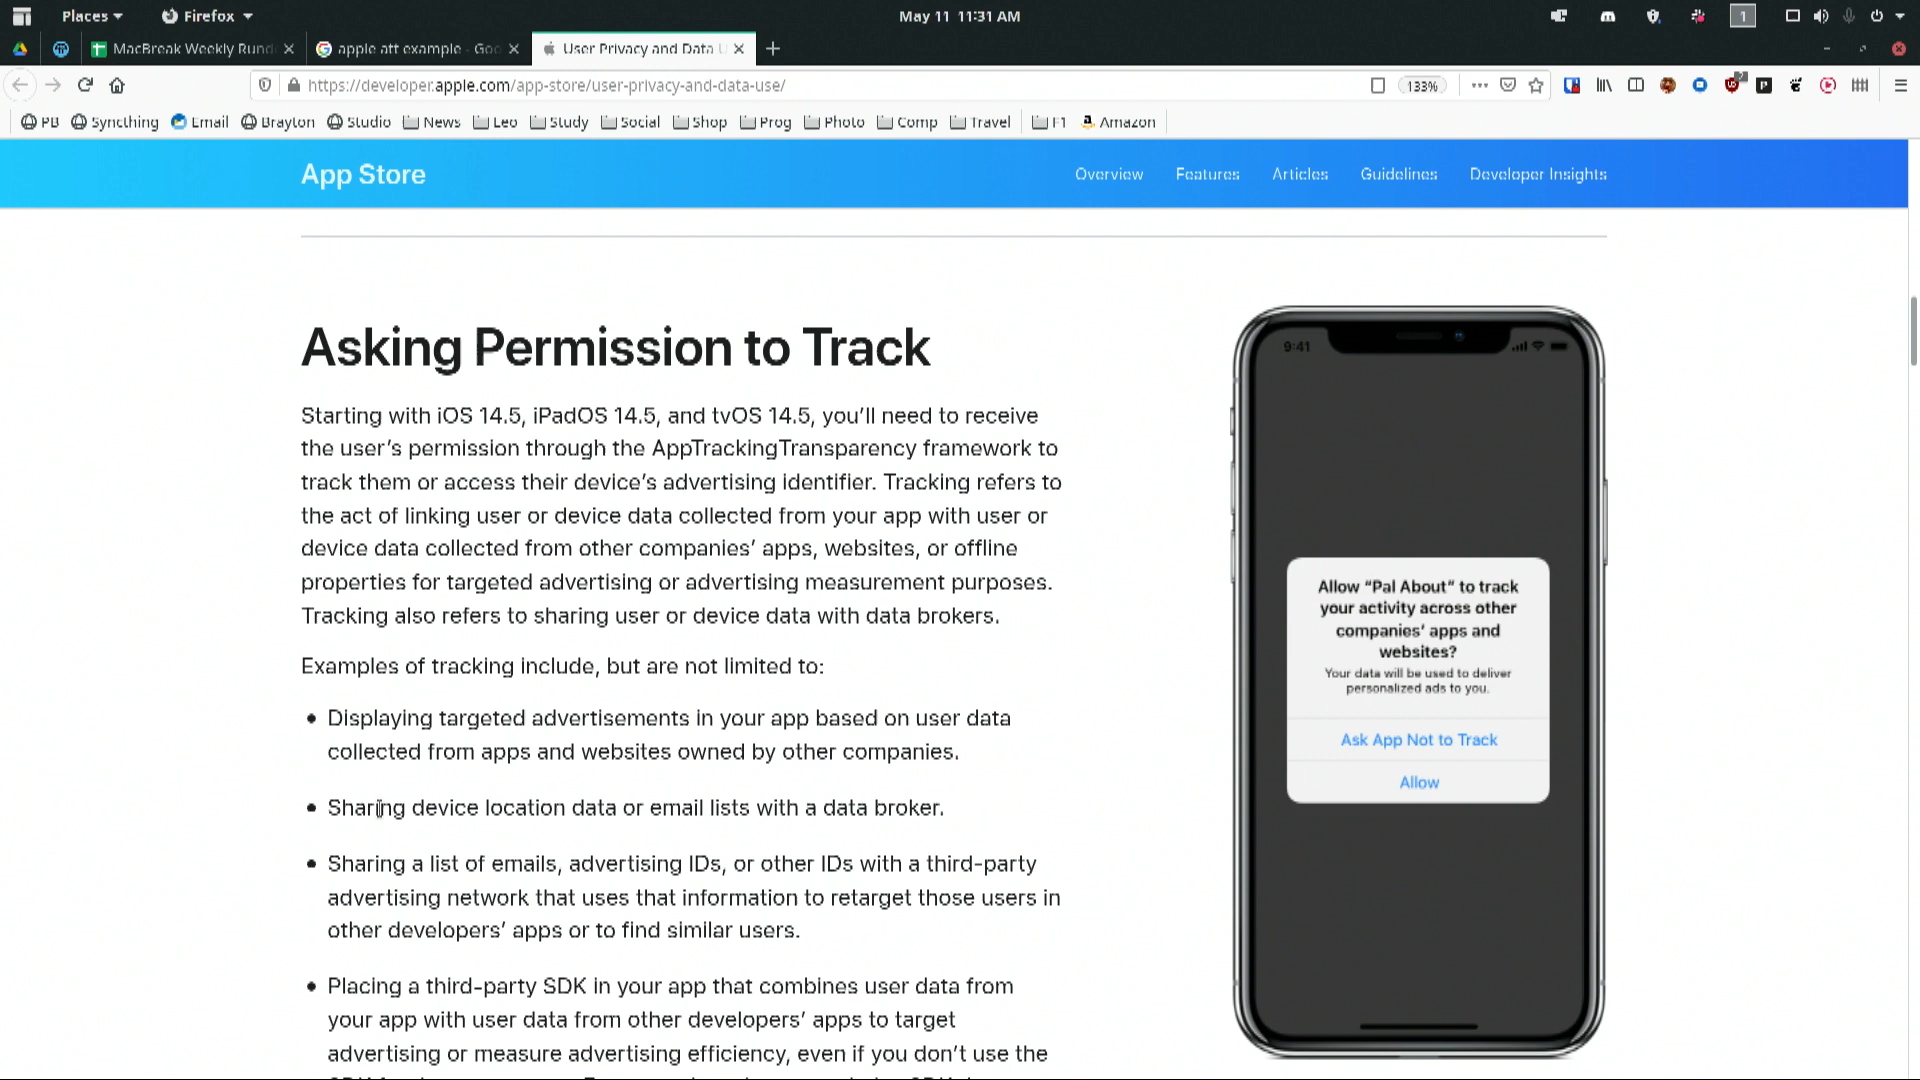 Places
Firefox
May 11 11:31 AM
1
MacBreak Weekly Rund
apple att example - Goo
User Privacy and Data U
https://developer.apple.com/app-store/user-privacy-and-data-use/
133%
PB
Syncthing
Email
Brayton
Studio
News
Leo
Study
Social
Shop
Prog
Photo
Comp
Travel
F1
Amazon
App Store
Overview
Features
Articles
Guidelines
Developer Insights
Asking Permission to Track
Starting with iOS 14.5, iPadOS 14.5, and tvOS 14.5, you’ll need to receive
the user’s permission through the AppTrackingTransparency framework to
track them or access their device’s advertising identifier. Tracking refers to
the act of linking user or device data collected from your app with user or
device data collected from other companies’ apps, websites, or offline
properties for targeted advertising or advertising measurement purposes.
Tracking also refers to sharing user or device data with data brokers.
Examples of tracking include, but are not limited to:
• Displaying targeted advertisements in your app based on user data
collected from apps and websites owned by other companies.
• Sharing device location data or email lists with a data broker.
• Sharing a list of emails, advertising IDs, or other IDs with a third-party
advertising network that uses that information to retarget those users in
other developers’ apps or to find similar users.
• Placing a third-party SDK in your app that combines user data from
your app with user data from other developers’ apps to target
advertising or measure advertising efficiency, even if you don’t use the
9:41
Allow “Pal About” to track
your activity across other
companies’ apps and
websites?
Your data will be used to deliver
personalized ads to you.
Ask App Not to Track
Allow